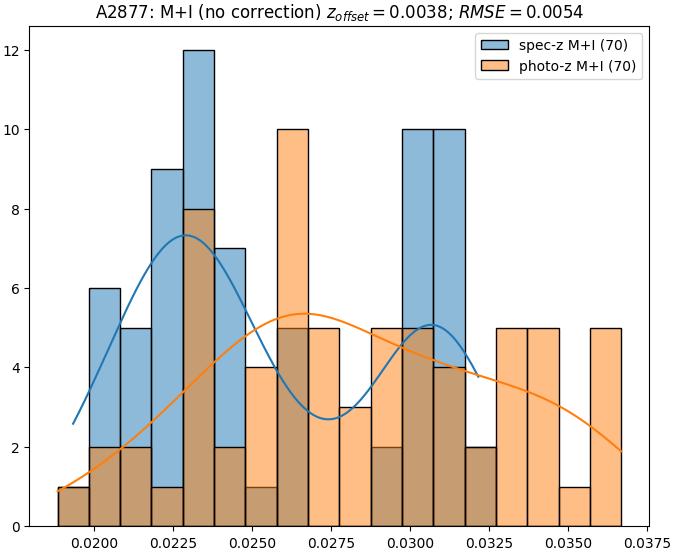 A2877: M+I (no correction) z_offset = 0.0038; RMSE = 0.0054
spec-z M+I (70)
photo-z M+I (70)
12
10
8
6
4
2
0
0.0200 0.0225 0.0250 0.0275 0.0300 0.0325 0.0350 0.0375